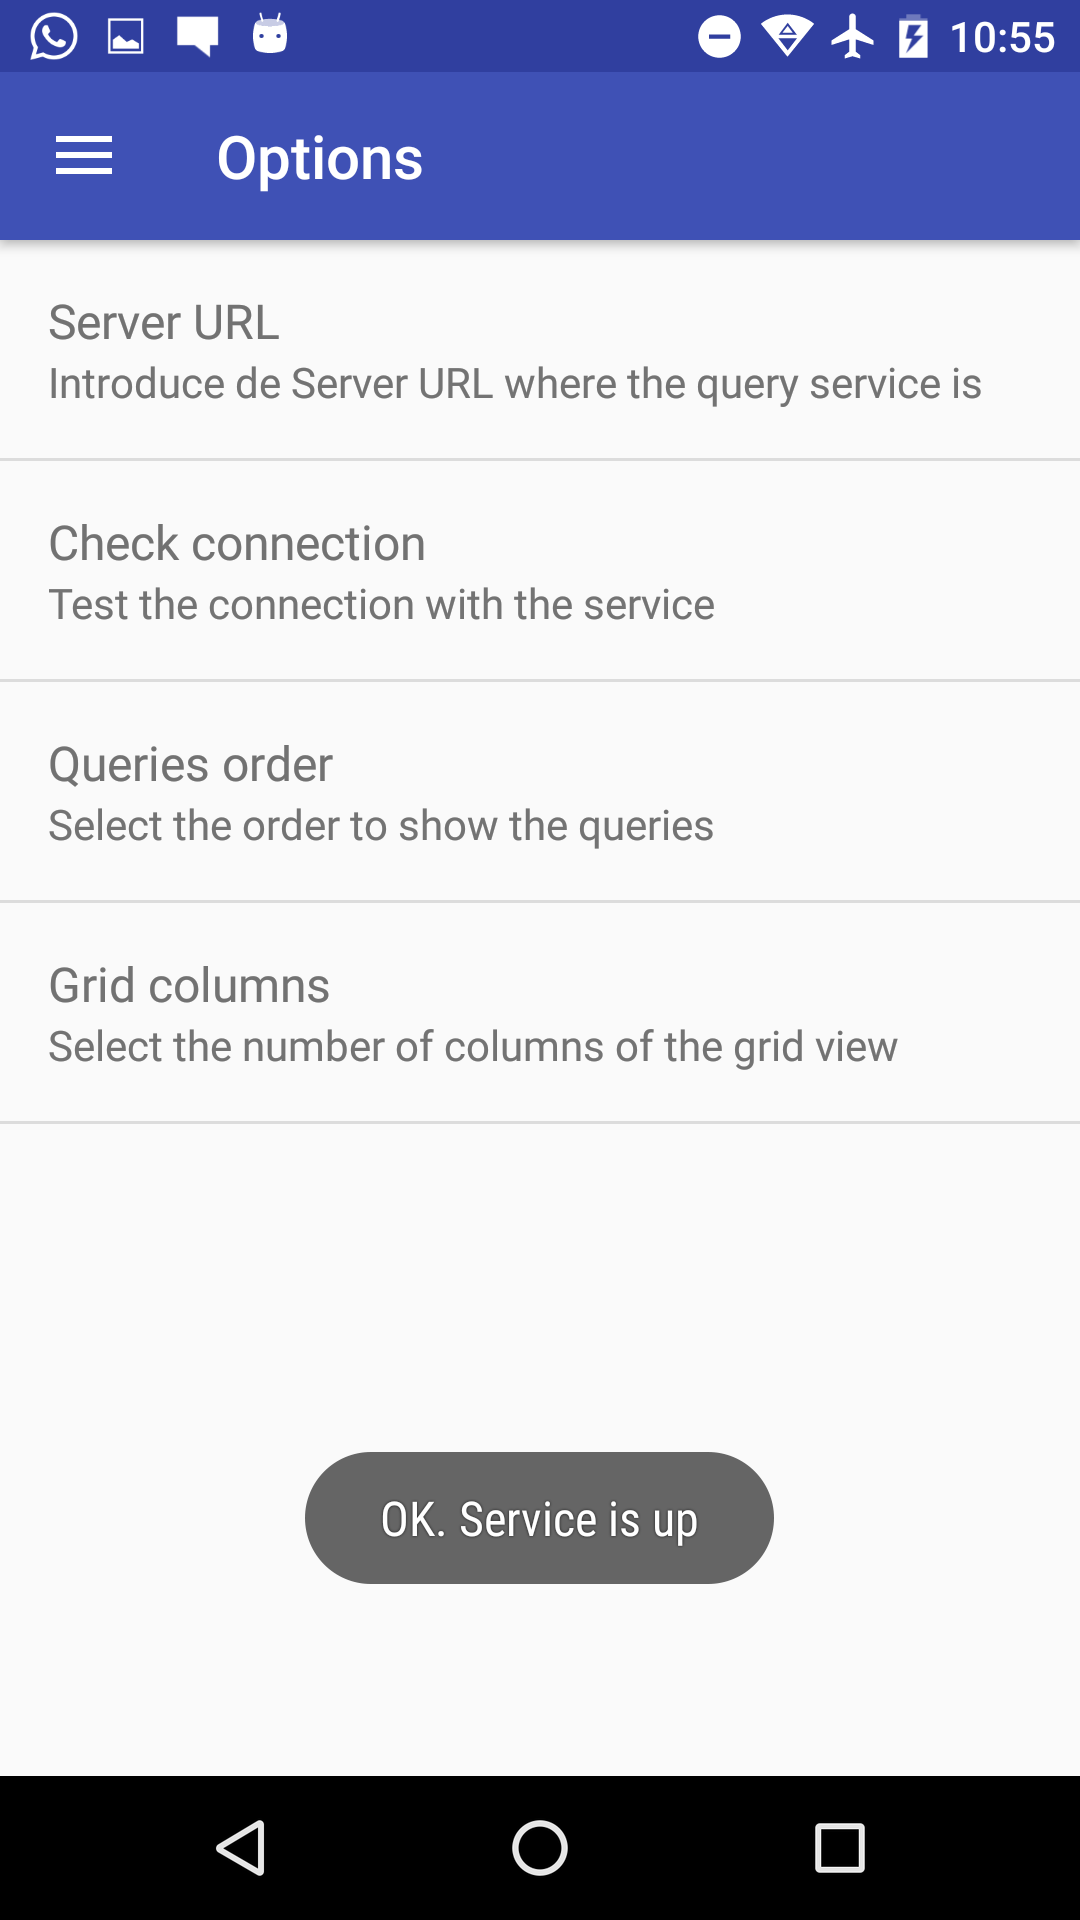 10:55
Options
Server URL
Introduce de Server URL where the query service is
Check connection
Test the connection with the service
Queries order
Select the order to show the queries
Grid columns
Select the number of columns of the grid view
OK. Service is up